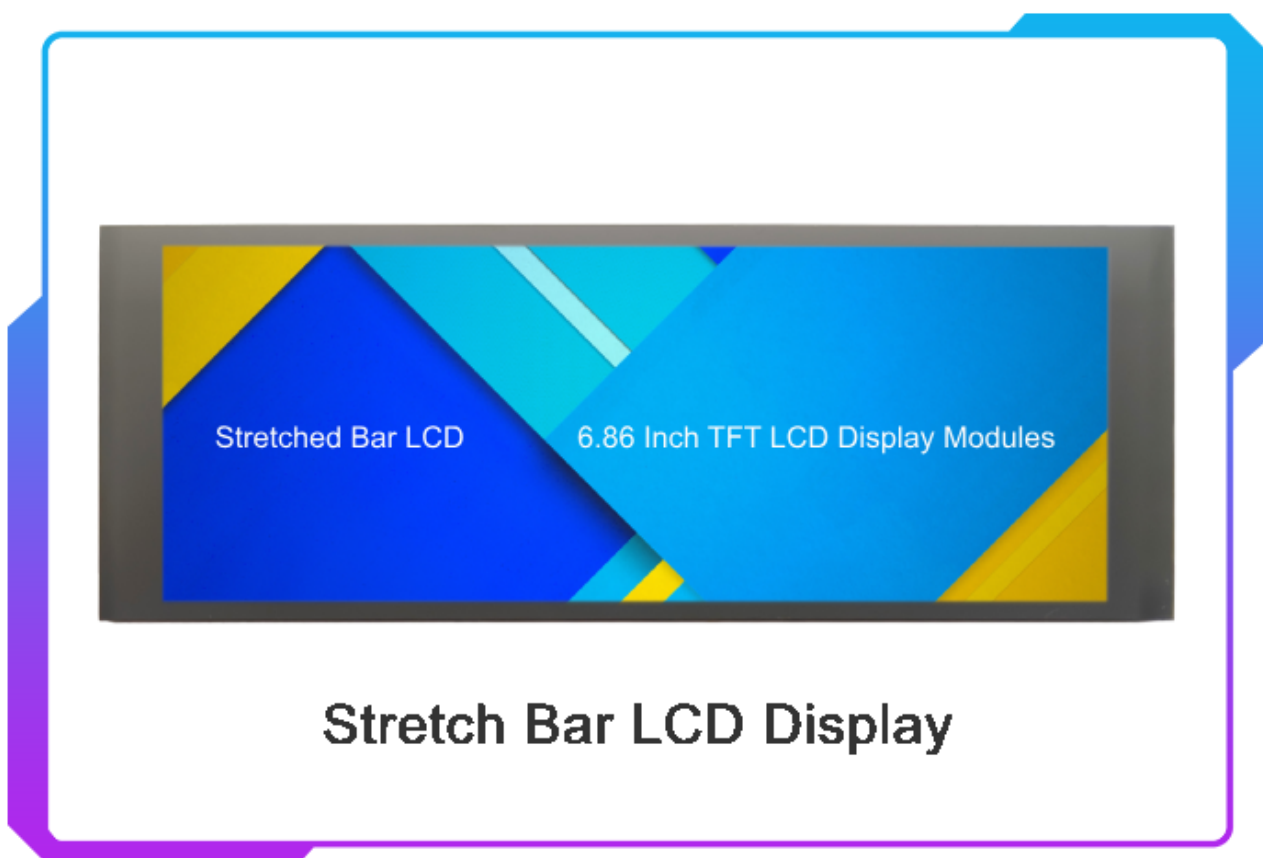 Stretched Bar LCD
6.86 Inch TFT LCD Display Modules
Stretch Bar LCD Display